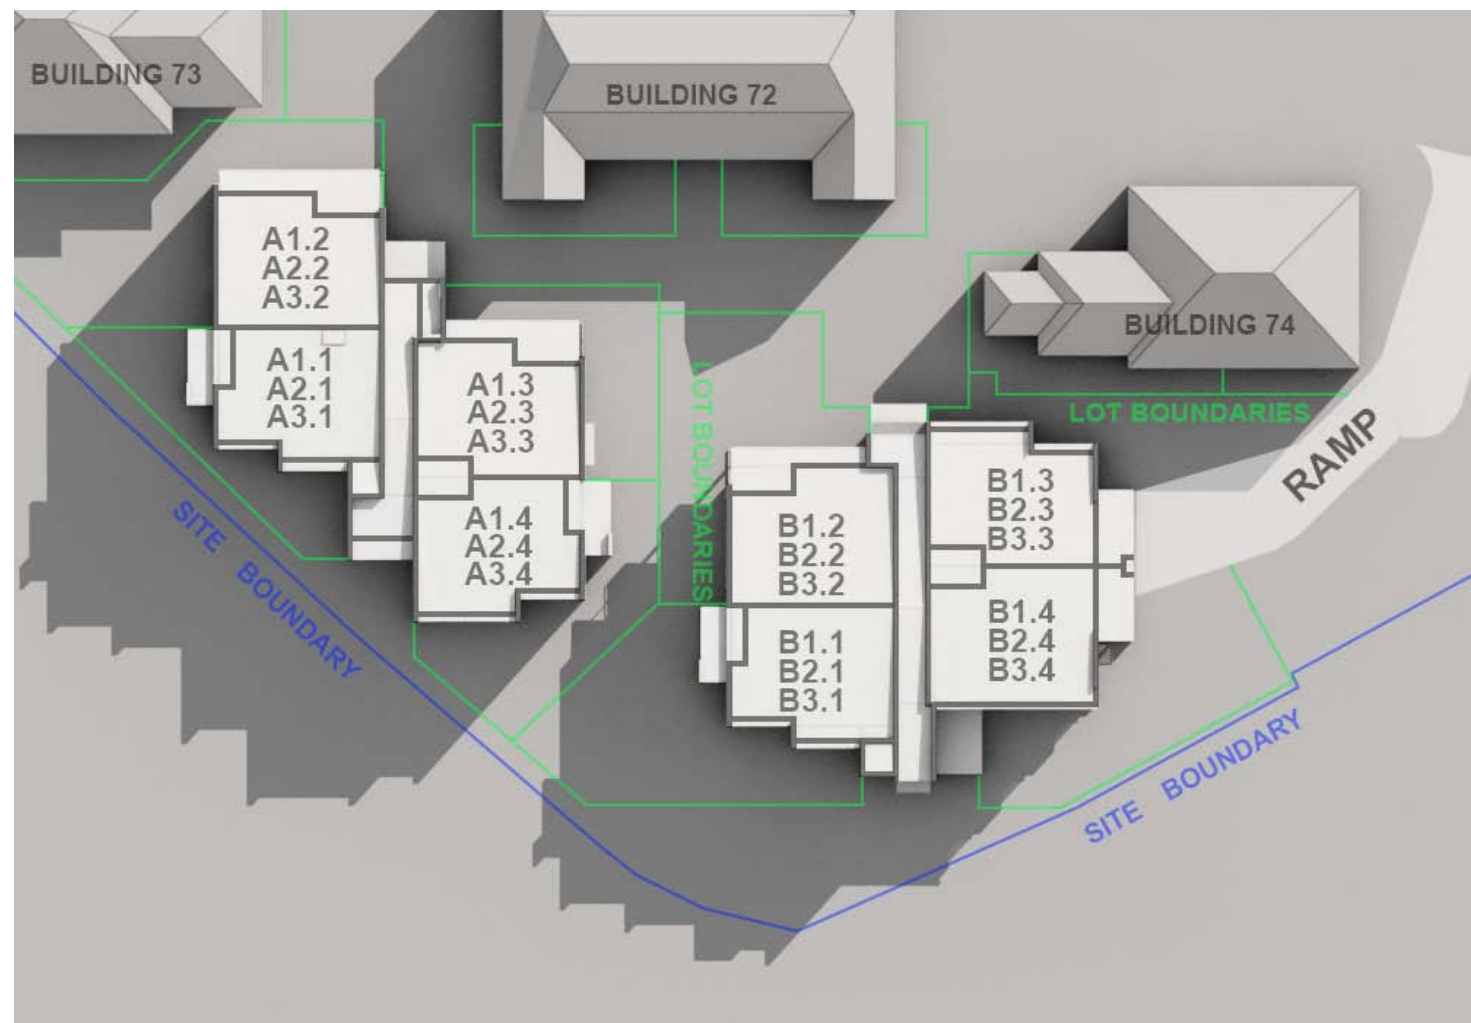 BUILDING 73
BUILDING 72
BUILDING 74
A1.2
A2.2
A3.2
A1.1
A2.1
A3.1
A1.3
A2.3
A3.3
A1.4
A2.4
A3.4
LOT BOUNDARIES
LOT BOUNDARIES
RAMP
B1.2
B2.2
B3.2
B1.1
B2.1
B3.1
B1.3
B2.3
B3.3
B1.4
B2.4
B3.4
SITE BOUNDARY
SITE BOUNDARY